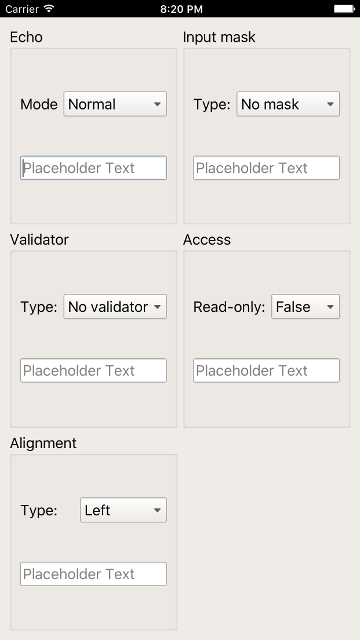 Carrier 8:20 PM
Echo
Mode Normal
Placeholder Text
Input mask
Type: No mask
Placeholder Text
Validator
Type: No validator
Placeholder Text
Access
Read-only: False
Placeholder Text
Alignment
Type: Left
Placeholder Text